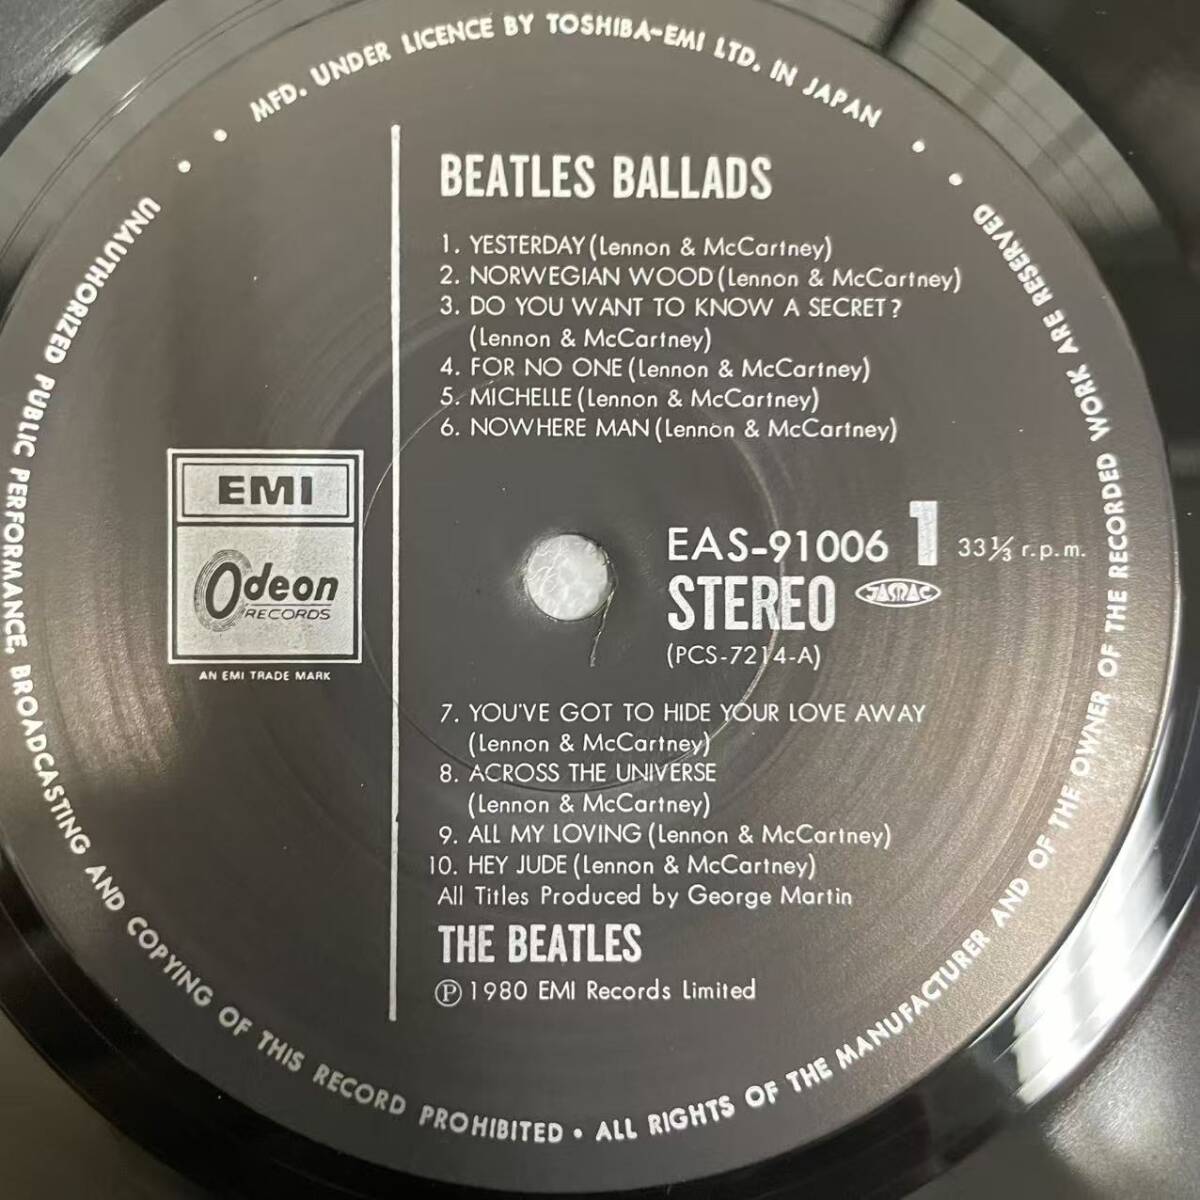 MFD. UNDER LICENCE BY TOSHIBA-EMI LTD. IN JAPAN
BEATLES BALLADS
1. YESTERDAY (Lennon & McCartney)
2. NORWEGIAN WOOD (Lennon & McCartney)
3. DO YOU WANT TO KNOW A SECRET?
(Lennon & McCartney)
4. FOR NO ONE (Lennon & McCartney)
5. MICHELLE (Lennon & McCartney)
6. NOWHERE MAN (Lennon & McCartney)
EMI
Odeon
RECORDS
AN EMI TRADE MARK
EAS-91006 1 33⅓ r.p.m.
STEREO JASRAC
(PCS-7214-A)
7. YOU'VE GOT TO HIDE YOUR LOVE AWAY
(Lennon & McCartney)
8. ACROSS THE UNIVERSE
(Lennon & McCartney)
9. ALL MY LOVING (Lennon & McCartney)
10. HEY JUDE (Lennon & McCartney)
All Titles Produced by George Martin
THE BEATLES
℗ 1980 EMI Records Limited
UNAUTHORIZED PUBLIC PERFORMANCE, BROADCASTING AND COPYING OF THIS RECORD PROHIBITED • ALL RIGHTS OF THE MANUFACTURER AND OF THE OWNER OF THE RECORDED WORK ARE RESERVED